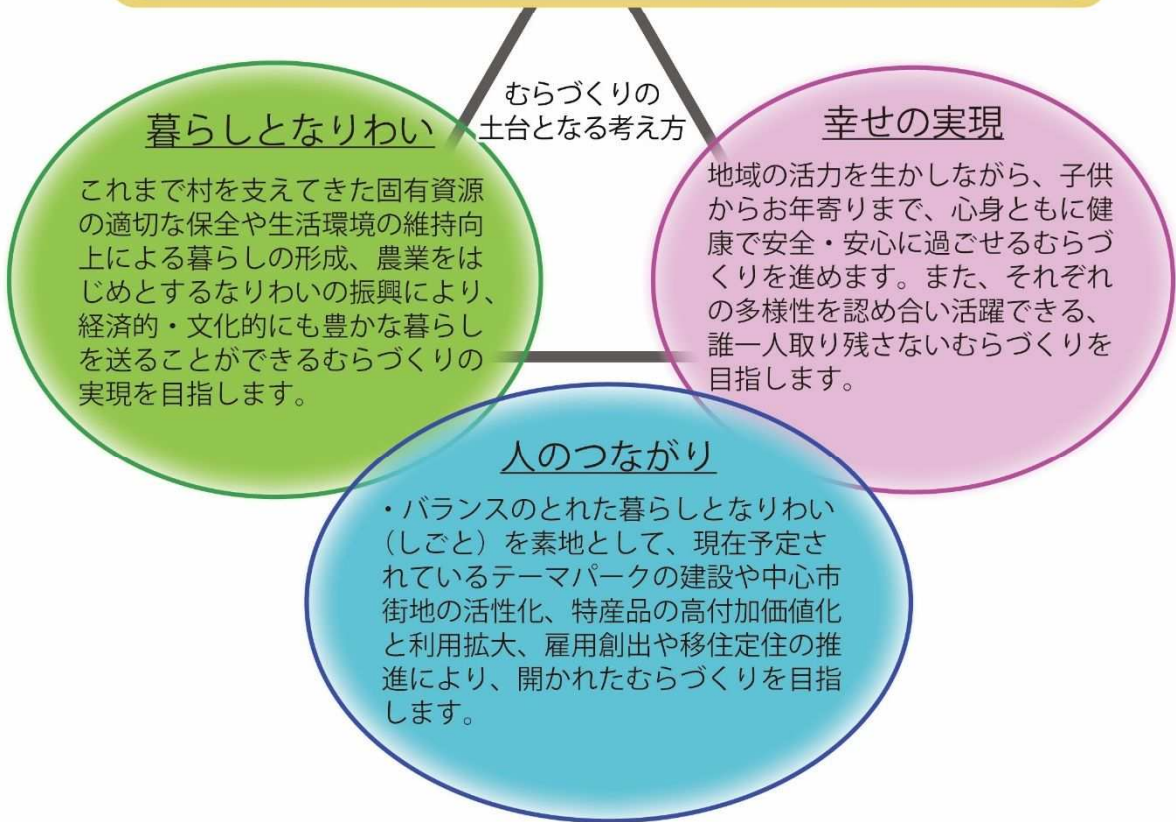 むらづくりの
土台となる考え方
暮らしとなりわい
これまで村を支えてきた固有資源
の適切な保全や生活環境の維持向
上による暮らしの形成、農業をは
じめとするなりわいの振興により、
経済的・文化的にも豊かな暮らし
を送ることができるむらづくりの
実現を目指します。
幸せの実現
地域の活力を生かしながら、子供
からお年寄りまで、心身ともに健
康で安全・安心に過ごせるむらづ
くりを進めます。また、それぞれ
の多様性を認め合い活躍できる、
誰一人取り残さないむらづくりを
目指します。
人のつながり
・バランスのとれた暮らしとなりわい
（しごと）を素地として、現在予定さ
れているテーマパークの建設や中心市
街地の活性化、特産品の高付加価値化
と利用拡大、雇用創出や移住定住の推
進により、開かれたむらづくりを目指
します。